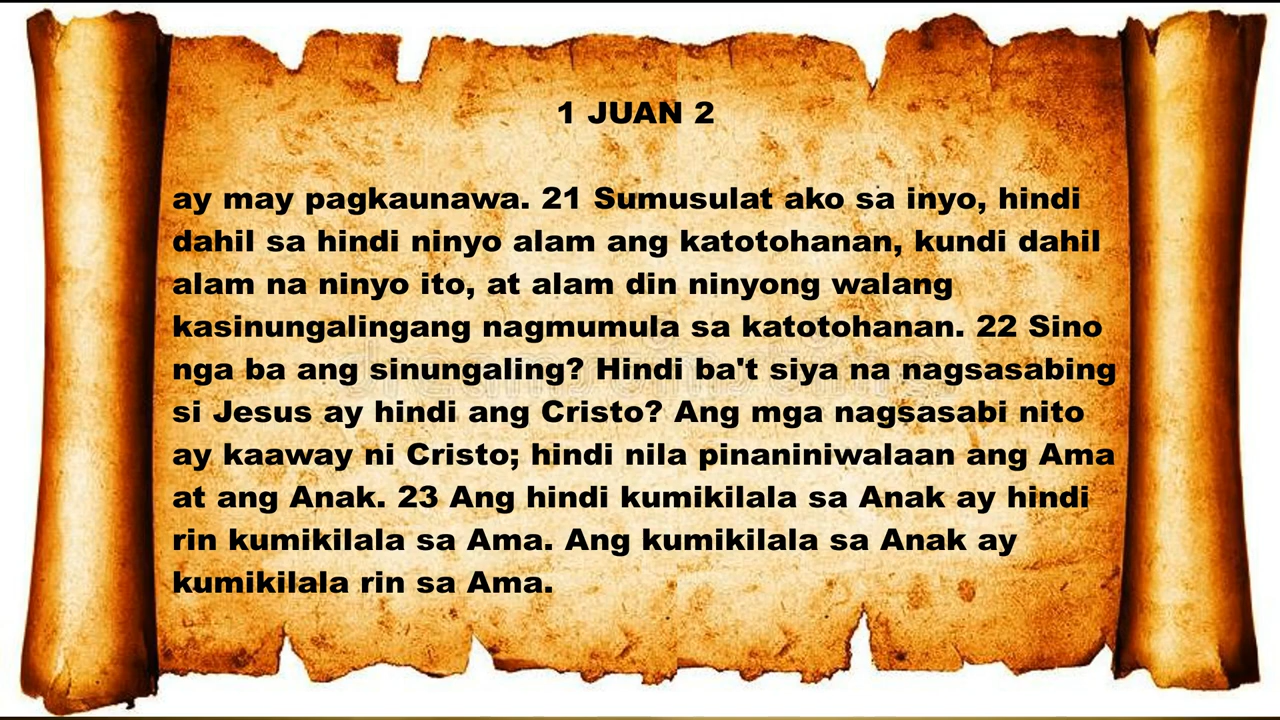 1 JUAN 2
ay may pagkaunawa. 21 Sumusulat ako sa inyo, hindi
dahil sa hindi ninyo alam ang katotohanan, kundi dahil
alam na ninyo ito, at alam din ninyong walang
kasinungalingang nagmumula sa katotohanan. 22 Sino
nga ba ang sinungaling? Hindi ba't siya na nagsasabing
si Jesus ay hindi ang Cristo? Ang mga nagsasabi nito
ay kaaway ni Cristo; hindi nila pinaniniwalaan ang Ama
at ang Anak. 23 Ang hindi kumikilala sa Anak ay hindi
rin kumikilala sa Ama. Ang kumikilala sa Anak ay
kumikilala rin sa Ama.